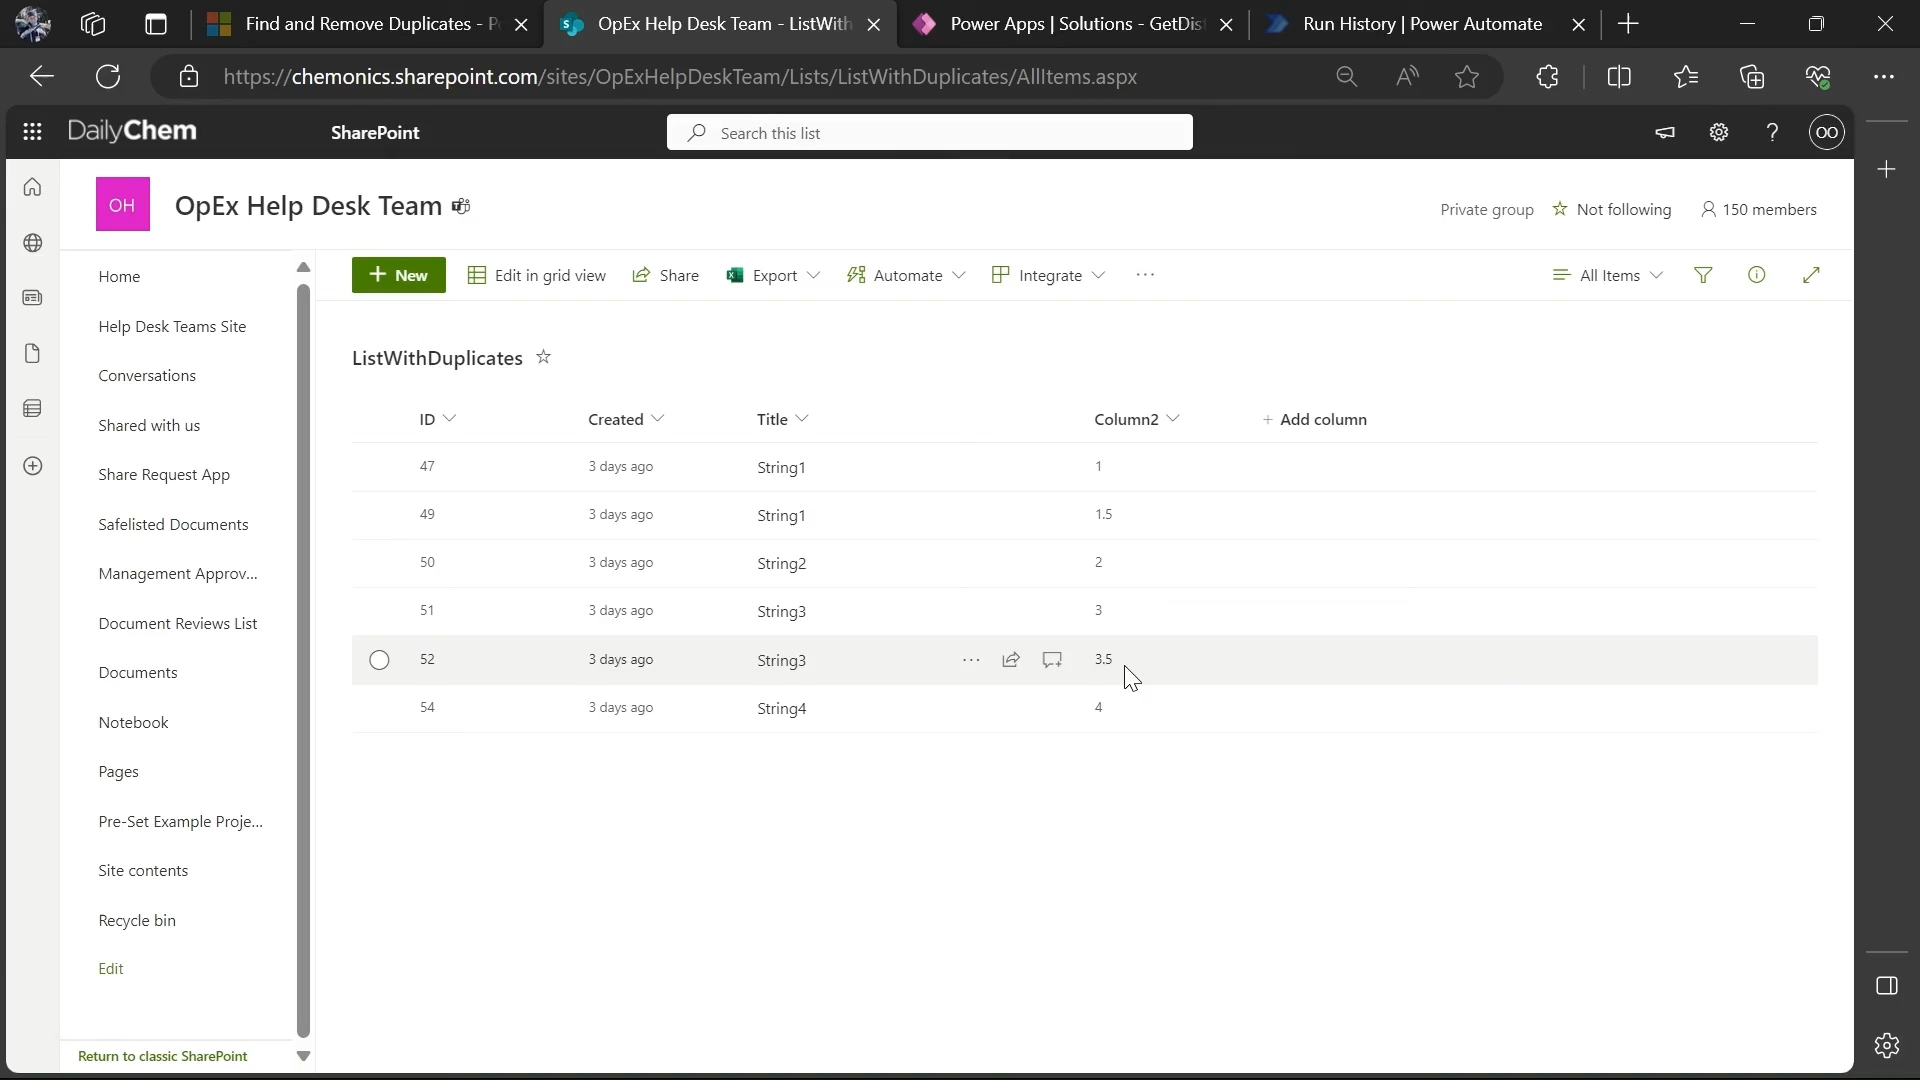 Find and Remove Duplicates - P
OpEx Help Desk Team - ListWith
Power Apps | Solutions - GetDis
Run History | Power Automate
https://chemonics.sharepoint.com/sites/OpExHelpDeskTeam/Lists/ListWithDuplicates/AllItems.aspx
DailyChem
SharePoint
Search this list
OO
OH
OpEx Help Desk Team
Private group
Not following
150 members
Home
Help Desk Teams Site
Conversations
Shared with us
Share Request App
Safelisted Documents
Management Approv...
Document Reviews List
Documents
Notebook
Pages
Pre-Set Example Proje...
Site contents
Recycle bin
Edit
Return to classic SharePoint
+ New
Edit in grid view
Share
Export
Automate
Integrate
...
All Items
ListWithDuplicates
ID Created Title Column2 + Add column
47 3 days ago String1 1
49 3 days ago String1 1.5
50 3 days ago String2 2
51 3 days ago String3 3
52 3 days ago String3 ... 3.5
54 3 days ago String4 4